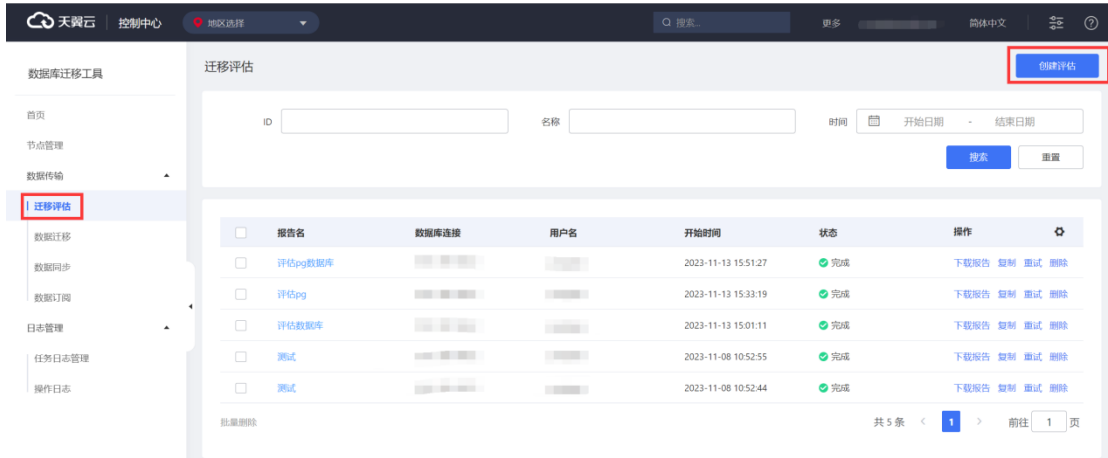 天翼云 控制中心 地区选择 搜索... 更多 简体中文
数据库迁移工具
首页
节点管理
数据传输
迁移评估
数据迁移
数据同步
数据订阅
日志管理
任务日志管理
操作日志
迁移评估 创建评估
ID 名称 时间 开始日期 - 结束日期
搜索 重置
报告名 数据库连接 用户名 开始时间 状态 操作
评估pg数据库 2023-11-13 15:51:27 完成 下载报告 复制 重试 删除
评估pg 2023-11-13 15:33:19 完成 下载报告 复制 重试 删除
评估数据库 2023-11-13 15:01:11 完成 下载报告 复制 重试 删除
测试 2023-11-08 10:52:55 完成 下载报告 复制 重试 删除
测试 2023-11-08 10:52:44 完成 下载报告 复制 重试 删除
批量删除 共 5 条 < 1 > 前往 1 页